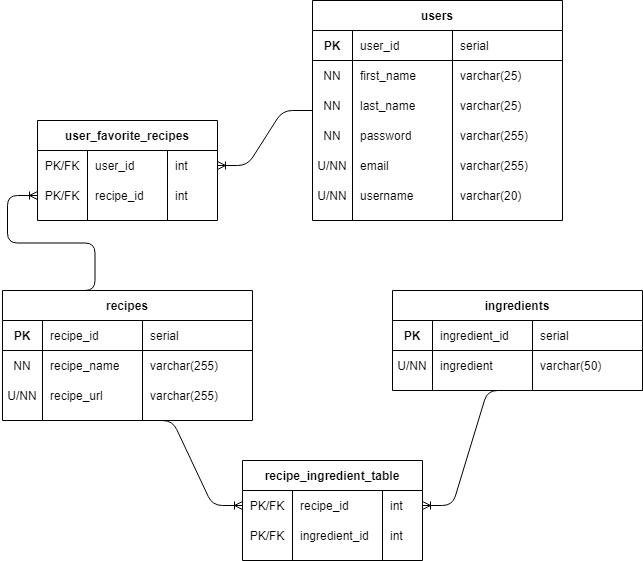 users
PK user_id serial
NN first_name varchar(25)
NN last_name varchar(25)
NN password varchar(255)
U/NN email varchar(255)
U/NN username varchar(20)
user_favorite_recipes
PK/FK user_id int
PK/FK recipe_id int
recipes
PK recipe_id serial
NN recipe_name varchar(255)
U/NN recipe_url varchar(255)
ingredients
PK ingredient_id serial
U/NN ingredient varchar(50)
recipe_ingredient_table
PK/FK recipe_id int
PK/FK ingredient_id int